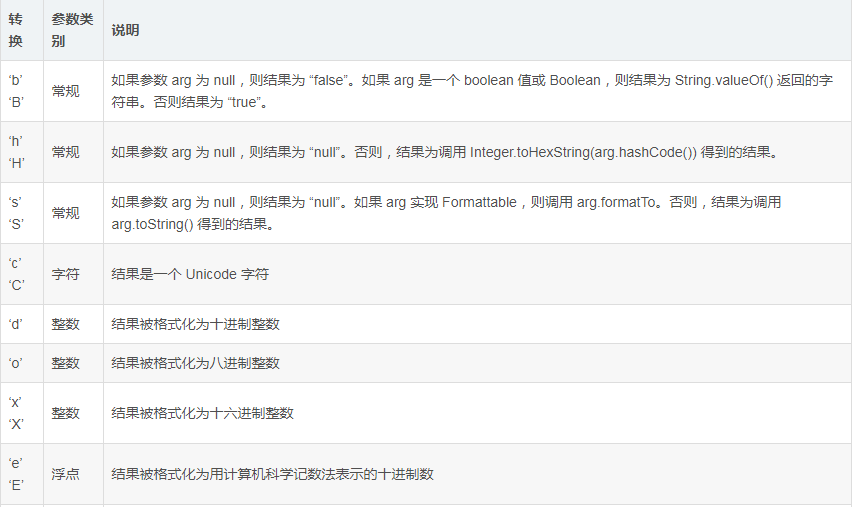 转 参数类 说明
换 别
‘b’ 常规 如果参数 arg 为 null，则结果为 “false”。如果 arg 是一个 boolean 值或 Boolean，则结果为 String.valueOf() 返回的字
‘B’ 符串。否则结果为 “true”。
‘h’ 常规 如果参数 arg 为 null，则结果为 “null”。否则，结果为调用 Integer.toHexString(arg.hashCode()) 得到的结果。
‘H’
‘s’ 常规 如果参数 arg 为 null，则结果为 “null”。如果 arg 实现 Formattable，则调用 arg.formatTo。否则，结果为调用
‘S’ arg.toString() 得到的结果。
‘c’ 字符 结果是一个 Unicode 字符
‘C’
‘d’ 整数 结果被格式化为十进制整数
‘o’ 整数 结果被格式化为八进制整数
‘x’ 整数 结果被格式化为十六进制整数
‘X’
‘e’ 浮点 结果被格式化为用计算机科学记数法表示的十进制数
‘E’